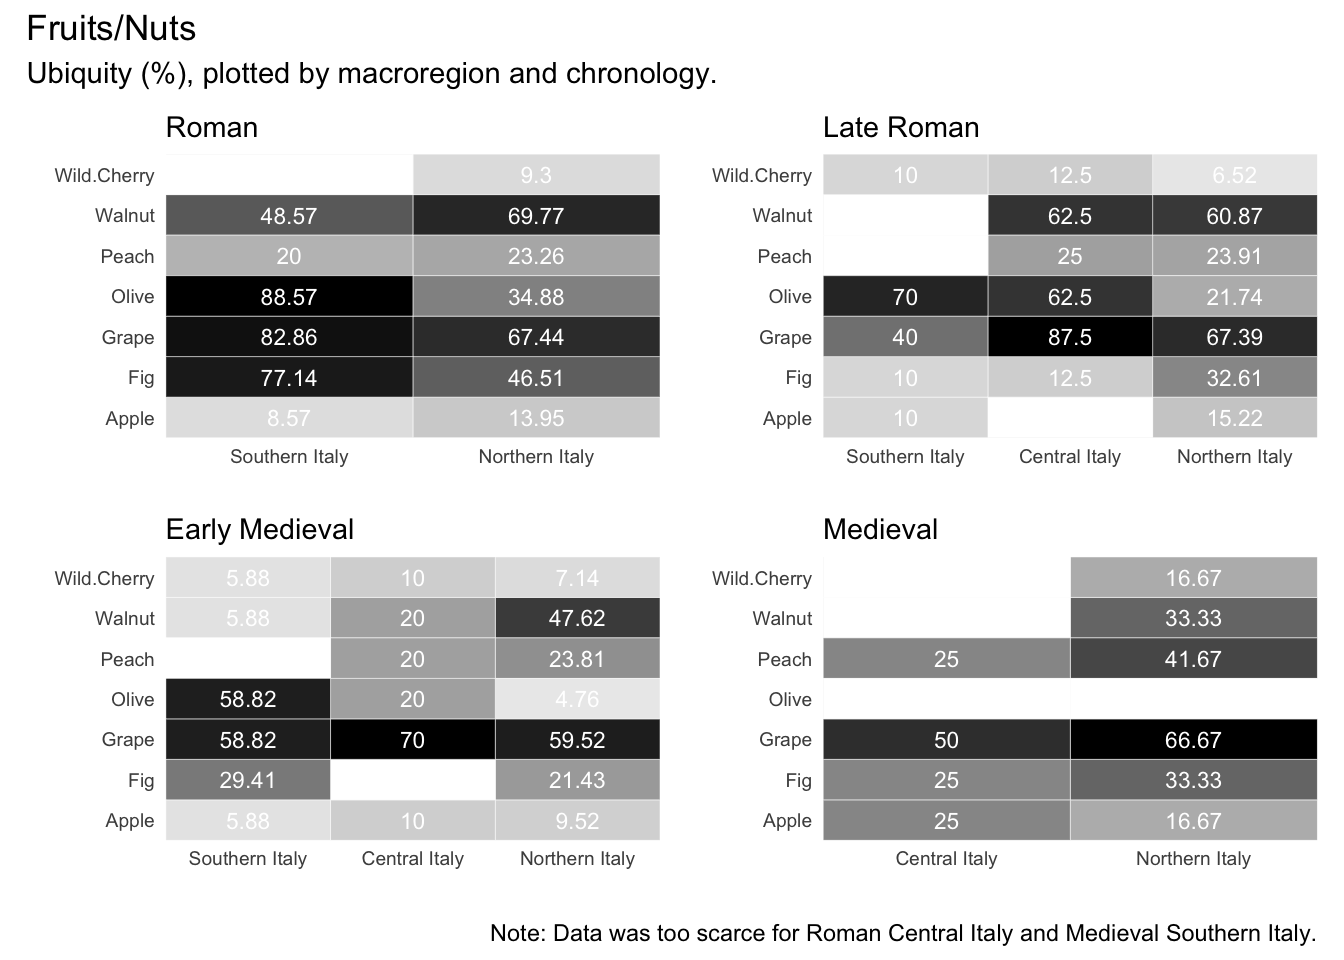 Fruits/Nuts
Ubiquity (%), plotted by macroregion and chronology.
Roman
Wild.Cherry 9.3
Walnut 48.57 69.77
Peach 20 23.26
Olive 88.57 34.88
Grape 82.86 67.44
Fig 77.14 46.51
Apple 8.57 13.95
Southern Italy Northern Italy
Late Roman
Wild.Cherry 10 12.5 6.52
Walnut 62.5 60.87
Peach 25 23.91
Olive 70 62.5 21.74
Grape 40 87.5 67.39
Fig 10 12.5 32.61
Apple 10 15.22
Southern Italy Central Italy Northern Italy
Early Medieval
Wild.Cherry 5.88 10 7.14
Walnut 5.88 20 47.62
Peach 20 23.81
Olive 58.82 20 4.76
Grape 58.82 70 59.52
Fig 29.41 21.43
Apple 5.88 10 9.52
Southern Italy Central Italy Northern Italy
Medieval
Wild.Cherry 16.67
Walnut 33.33
Peach 25 41.67
Olive
Grape 50 66.67
Fig 25 33.33
Apple 25 16.67
Central Italy Northern Italy
Note: Data was too scarce for Roman Central Italy and Medieval Southern Italy.